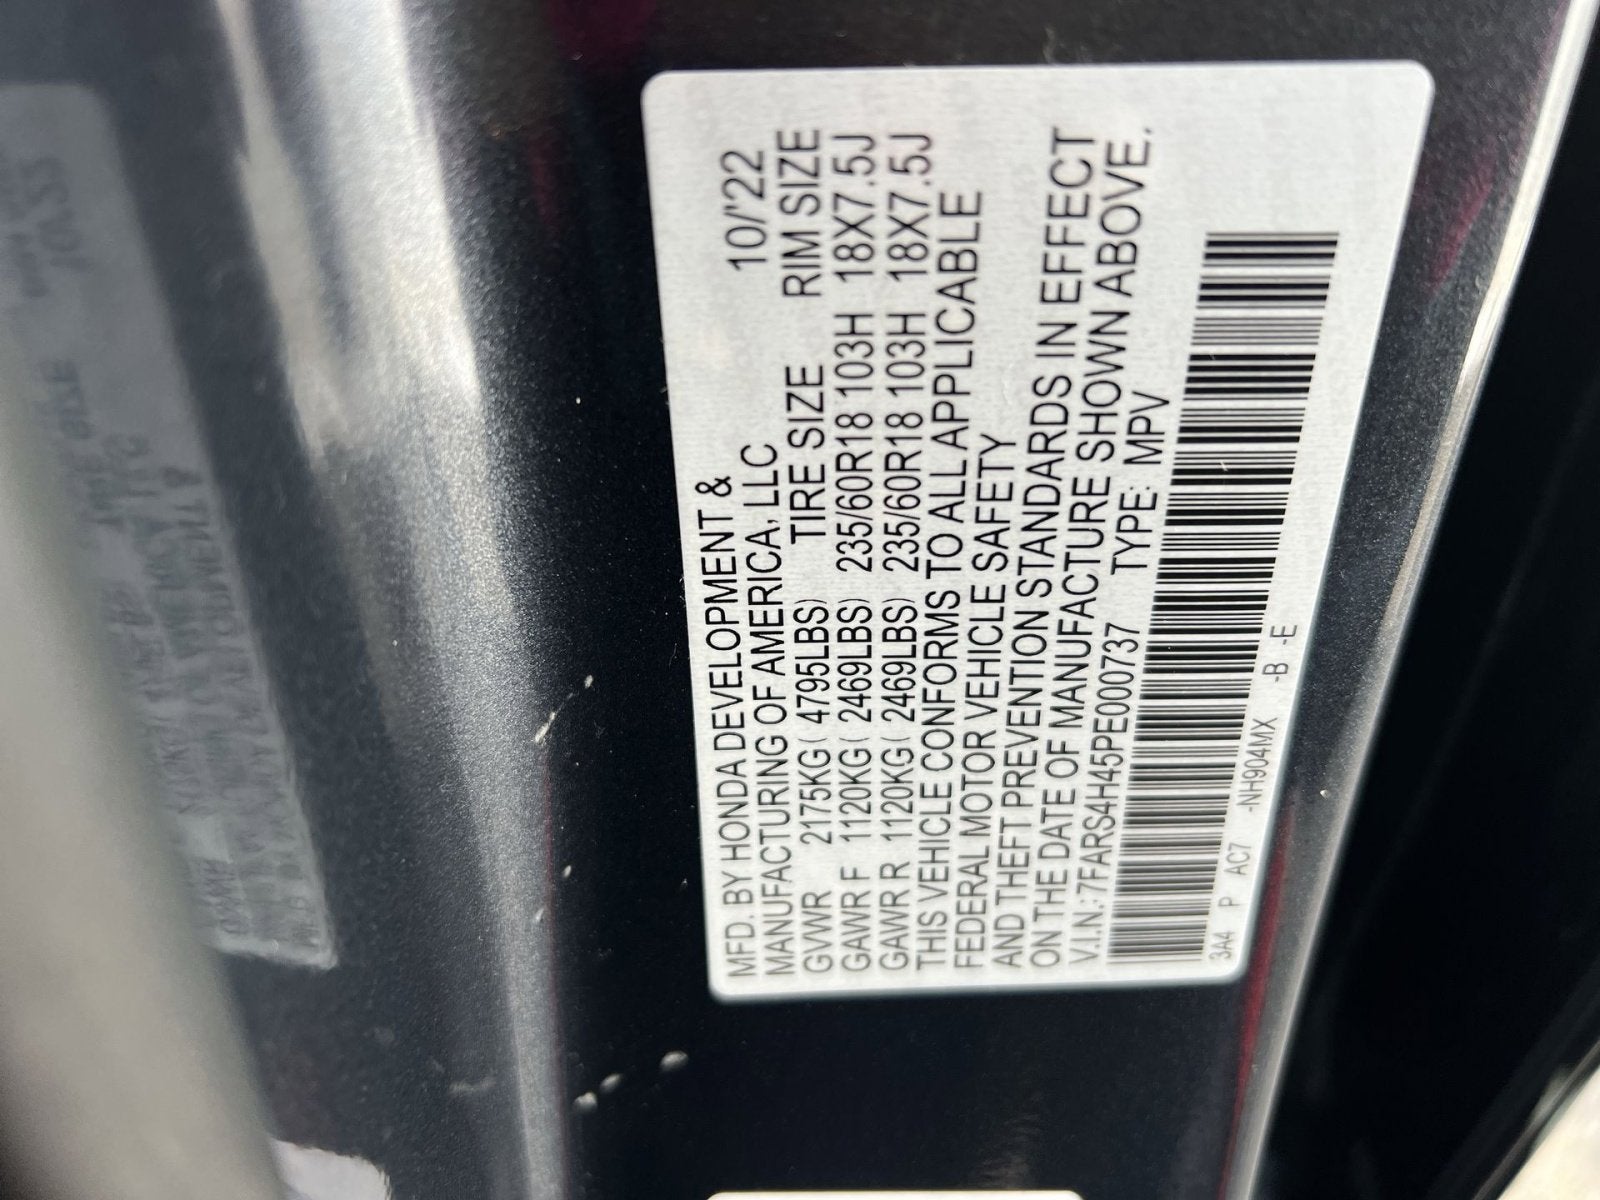 MFD. BY HONDA DEVELOPMENT &
MANUFACTURING OF AMERICA, LLC 10/'22
GVWR 2175KG( 4795LBS) TIRE SIZE RIM SIZE
GAWR F 1120KG( 2469LBS) 235/60R18 103H 18X7.5J
GAWR R 1120KG( 2469LBS) 235/60R18 103H 18X7.5J
THIS VEHICLE CONFORMS TO ALL APPLICABLE
FEDERAL MOTOR VEHICLE SAFETY
AND THEFT PREVENTION STANDARDS IN EFFECT
ON THE DATE OF MANUFACTURE SHOWN ABOVE.
V.I.N.:7FARS4H45PE000737 TYPE: MPV
3A4 P AC7 -NH904MX -B -E